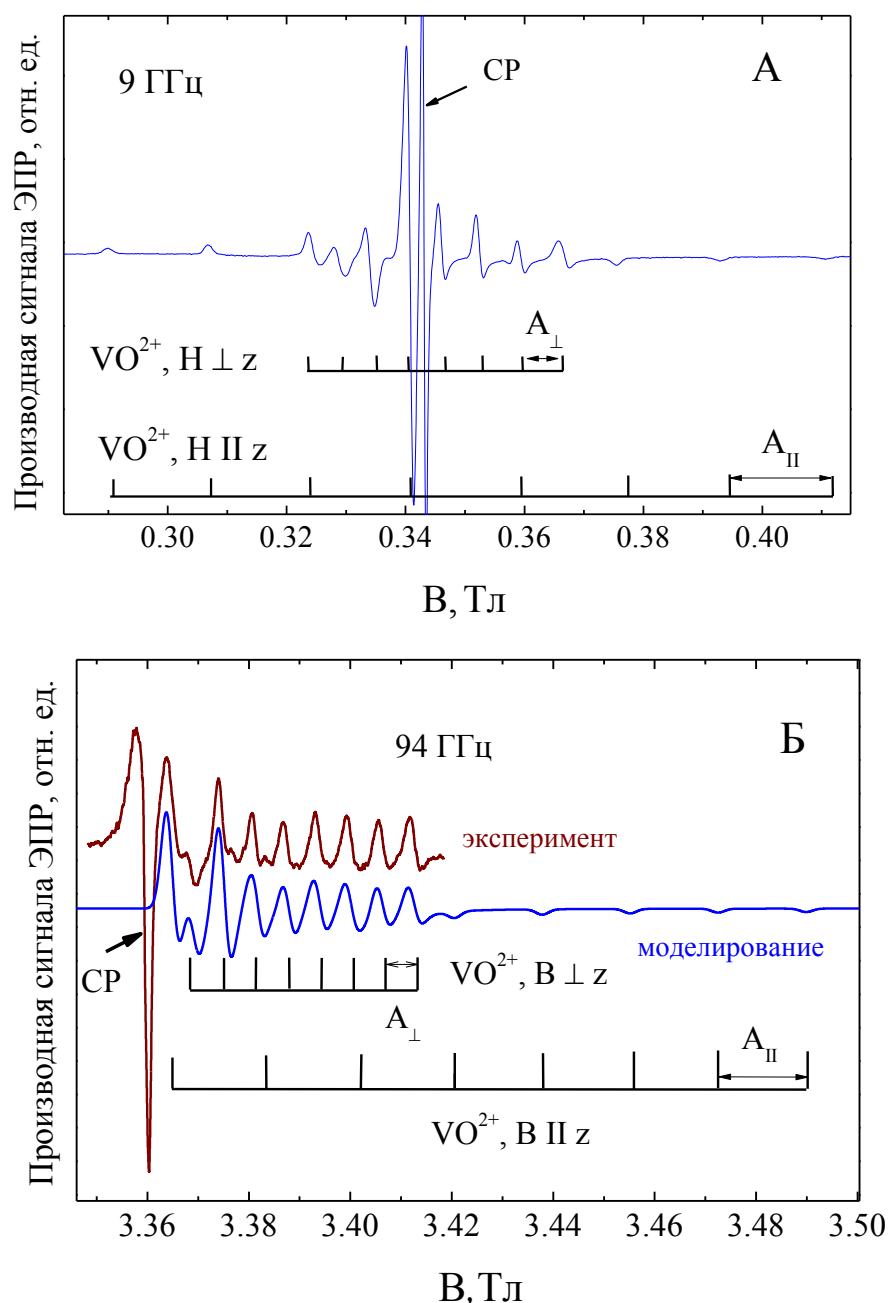 Производная сигнала ЭПР, отн. ед.
9 ГГц
СР
А
A⊥
VO²⁺, H ⊥ z
VO²⁺, H II z
A_II
0.30 0.32 0.34 0.36 0.38 0.40
В, Тл
Производная сигнала ЭПР, отн. ед.
94 ГГц
Б
эксперимент
моделирование
СР
VO²⁺, B ⊥ z
A⊥
A_II
VO²⁺, B II z
3.36 3.38 3.40 3.42 3.44 3.46 3.48 3.50
В,Тл